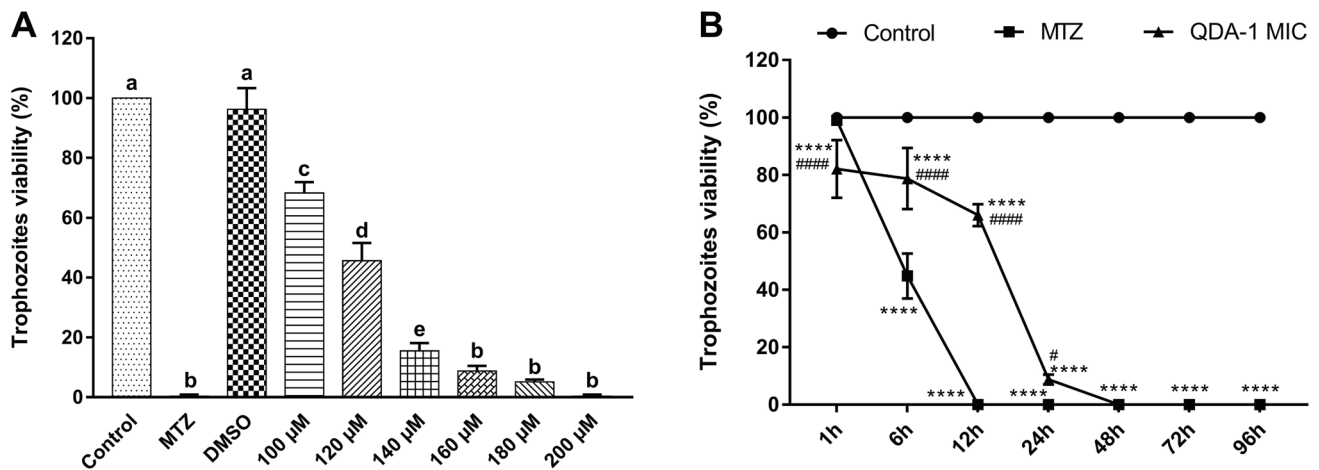 A
Trophozoites viability (%)
120
100
80
60
40
20
0
a
b
a
c
d
e
b
b
b
Control
MTZ
DMSO
100 µM
120 µM
140 µM
160 µM
180 µM
200 µM
B
Control
MTZ
QDA-1 MIC
Trophozoites viability (%)
120
100
80
60
40
20
0
****
####
****
####
****
****
####
****
#
****
****
****
****
****
1h
6h
12h
24h
48h
72h
96h